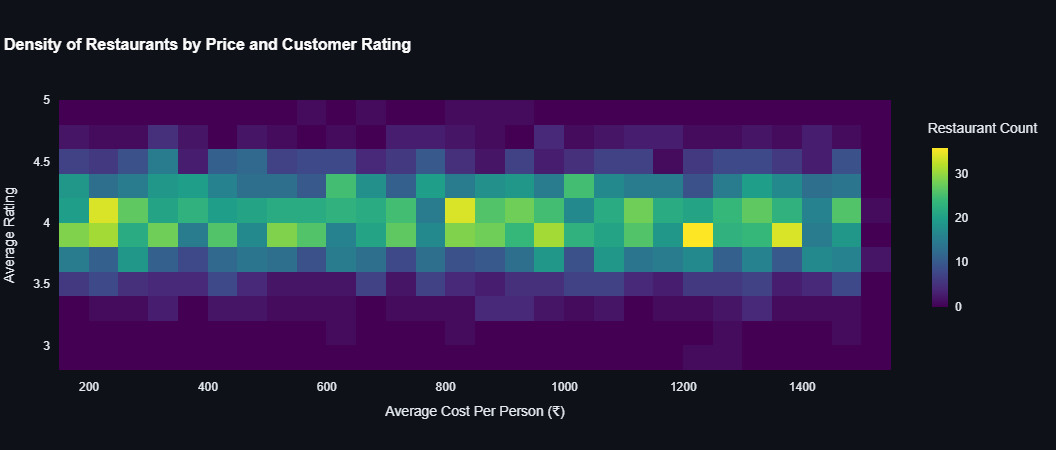 Density of Restaurants by Price and Customer Rating
Restaurant Count
30
20
10
0
Average Rating
5
4.5
4
3.5
3
200 400 600 800 1000 1200 1400
Average Cost Per Person (₹)